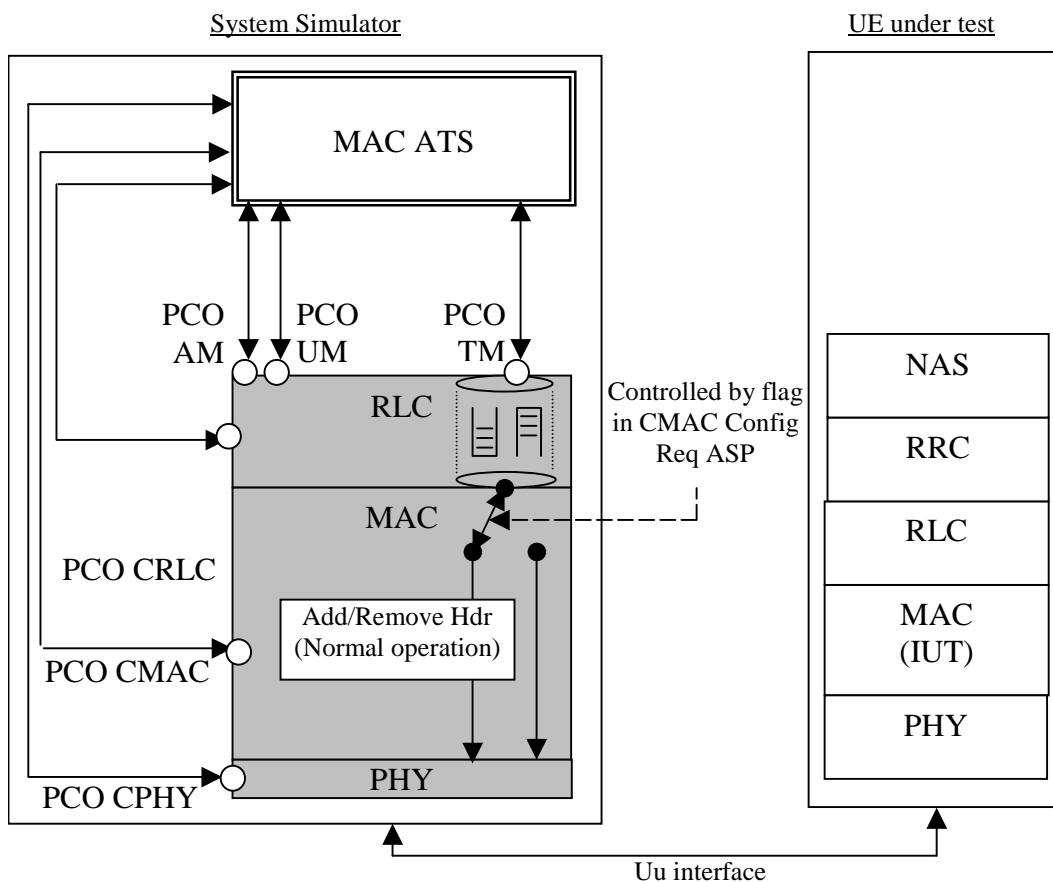 System Simulator
UE under test
MAC ATS
PCO
AM
PCO
UM
PCO
TM
RLC
Controlled by flag
in CMAC Config
Req ASP
MAC
PCO CRLC
Add/Remove Hdr
(Normal operation)
PCO CMAC
PHY
PCO CPHY
NAS
RRC
RLC
MAC
(IUT)
PHY
Uu interface